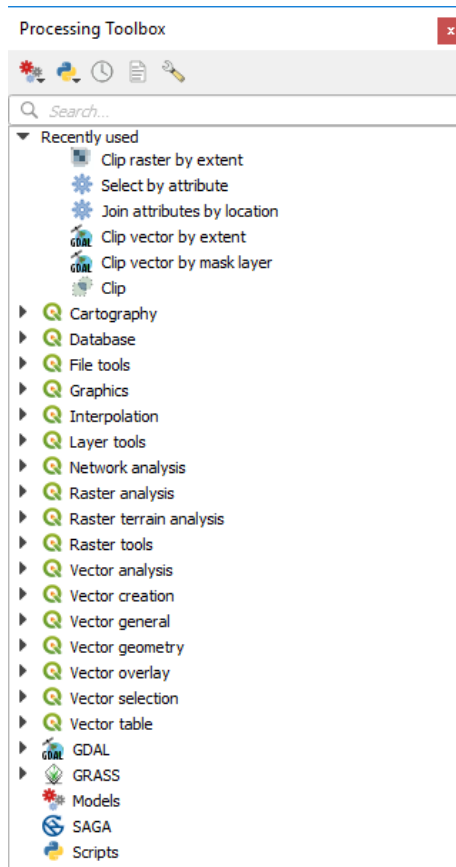 Processing Toolbox
x
Search...
Recently used
Clip raster by extent
Select by attribute
Join attributes by location
GDAL Clip vector by extent
GDAL Clip vector by mask layer
Clip
Cartography
Database
File tools
Graphics
Interpolation
Layer tools
Network analysis
Raster analysis
Raster terrain analysis
Raster tools
Vector analysis
Vector creation
Vector general
Vector geometry
Vector overlay
Vector selection
Vector table
GDAL GDAL
GRASS
Models
SAGA
Scripts